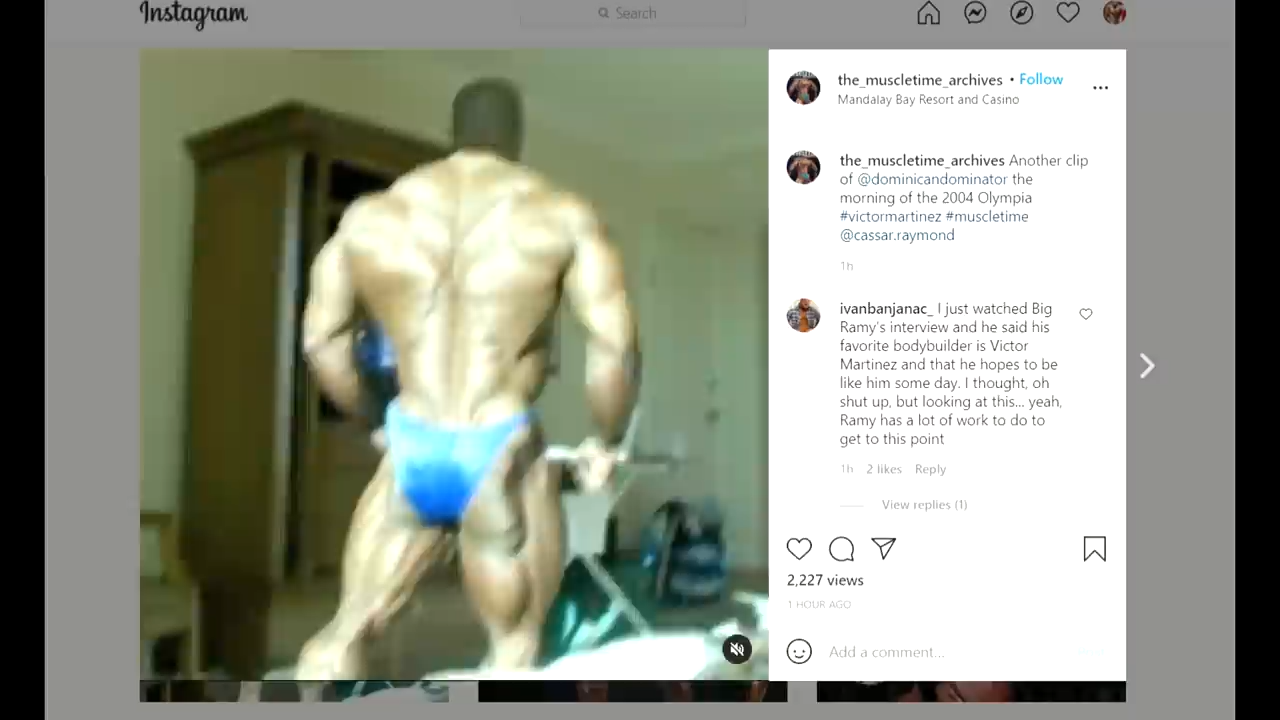 Instagram
Search
the_muscletime_archives • Follow
Mandalay Bay Resort and Casino
the_muscletime_archives Another clip
of @dominicandominator the
morning of the 2004 Olympia
#victormartinez #muscletime
@cassar.raymond
1h
ivanbanjanac_ I just watched Big
Ramy's interview and he said his
favorite bodybuilder is Victor
Martinez and that he hopes to be
like him some day. I thought, oh
shut up, but looking at this... yeah,
Ramy has a lot of work to do to
get to this point
1h 2 likes Reply
View replies (1)
2,227 views
1 HOUR AGO
Add a comment...